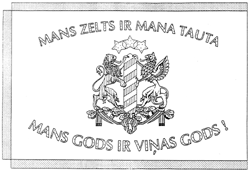 MANS ZELTS IR MANA TAUTA
MANS GODS IR VIŅAS GODS !